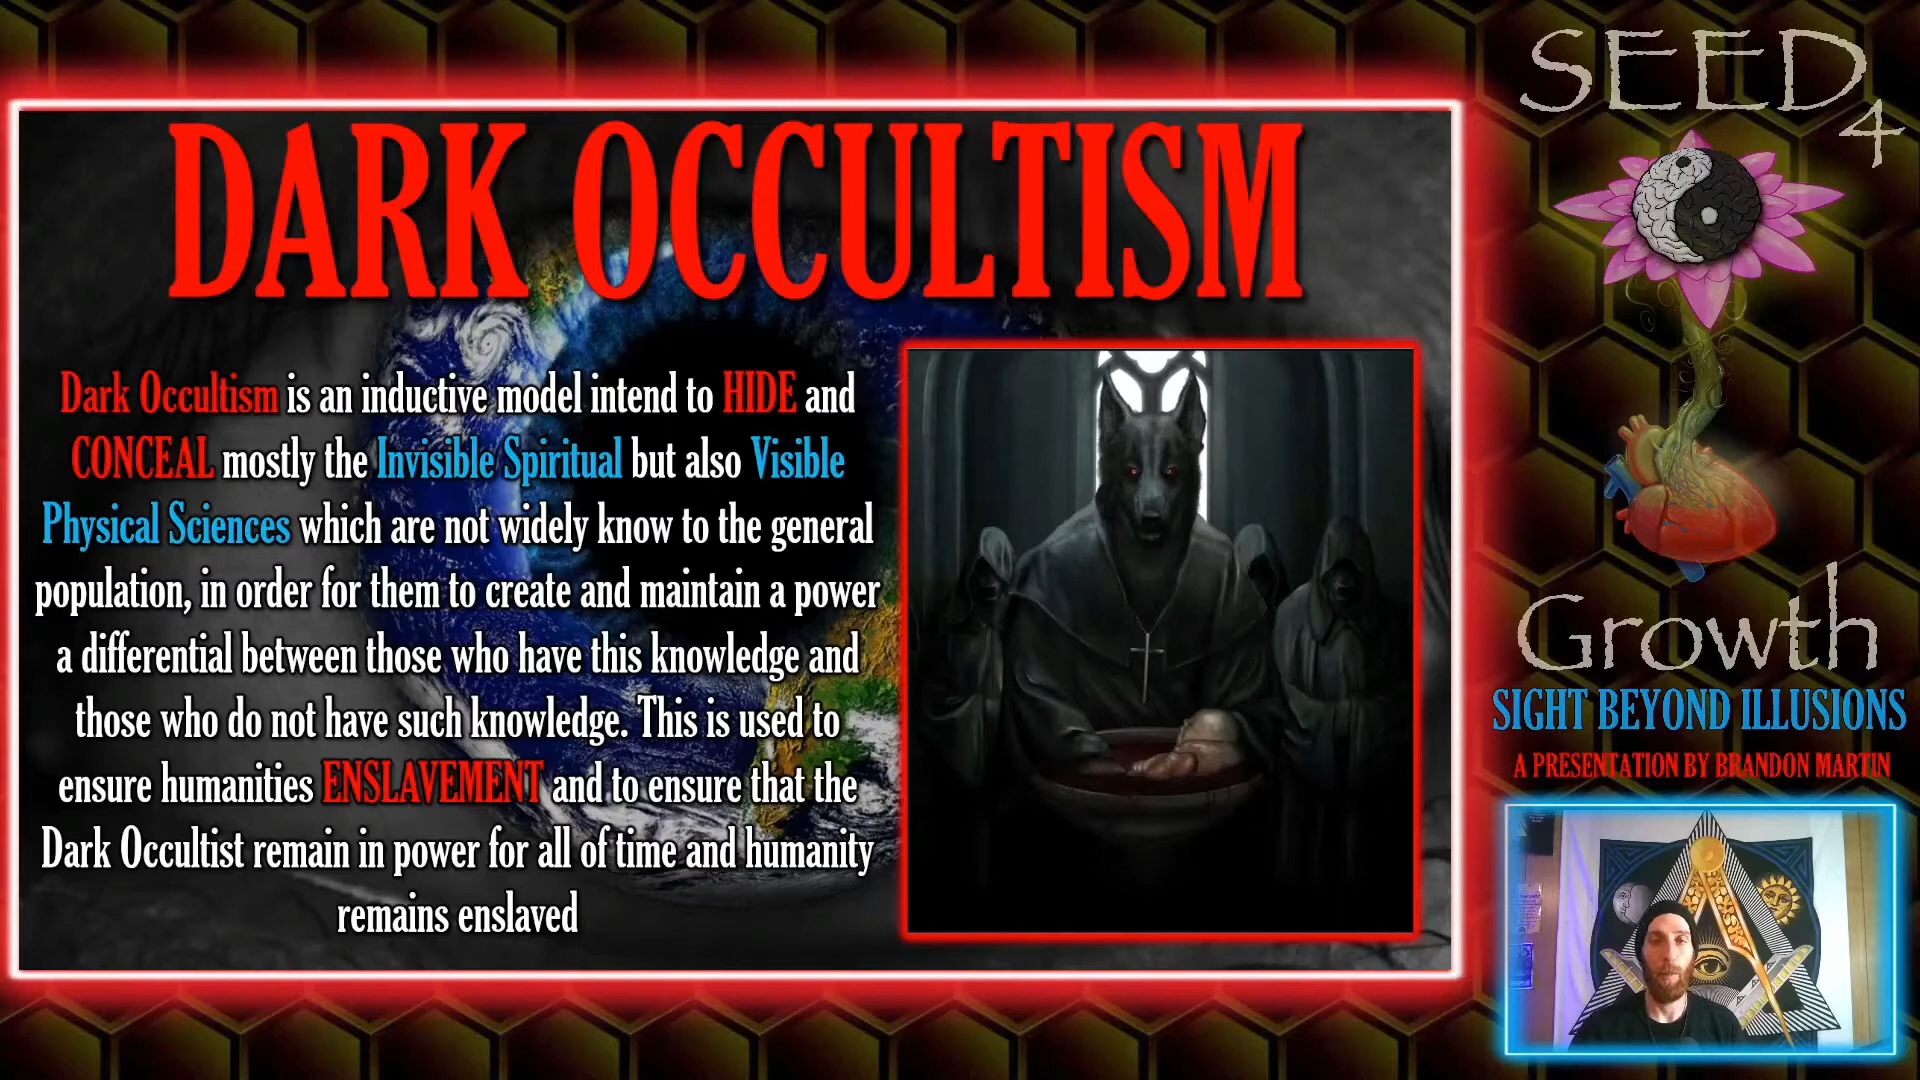 DARK OCCULTISM
Dark Occultism is an inductive model intend to HIDE and
CONCEAL mostly the Invisible Spiritual but also Visible
Physical Sciences which are not widely know to the general
population, in order for them to create and maintain a power
a differential between those who have this knowledge and
those who do not have such knowledge. This is used to
ensure humanities ENSLAVEMENT and to ensure that the
Dark Occultist remain in power for all of time and humanity
remains enslaved
SEED
4
Growth
SIGHT BEYOND ILLUSIONS
A PRESENTATION BY BRANDON MARTIN